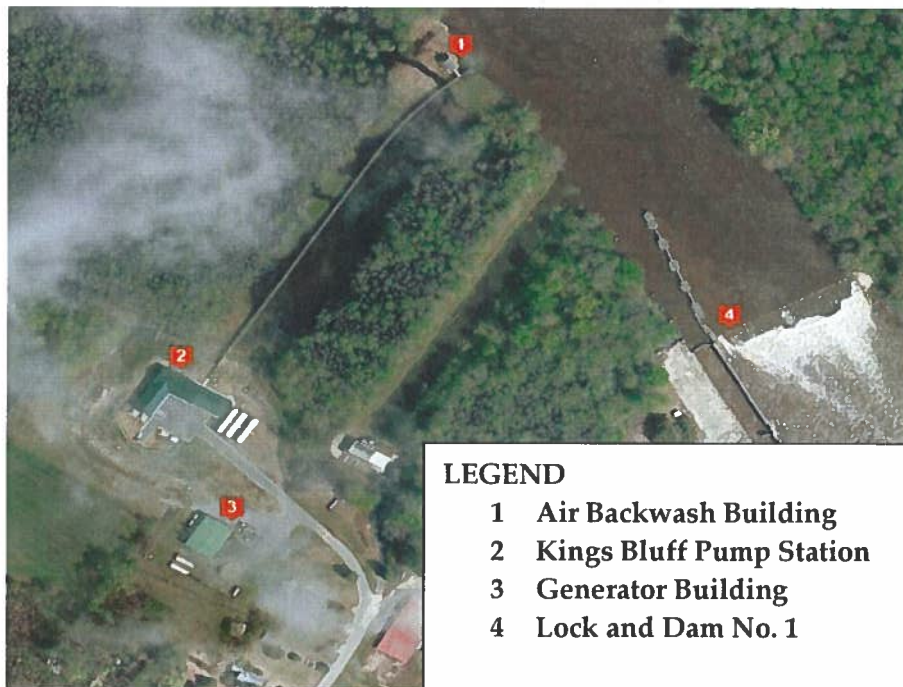 1
2
4
3
LEGEND
1 Air Backwash Building
2 Kings Bluff Pump Station
3 Generator Building
4 Lock and Dam No. 1